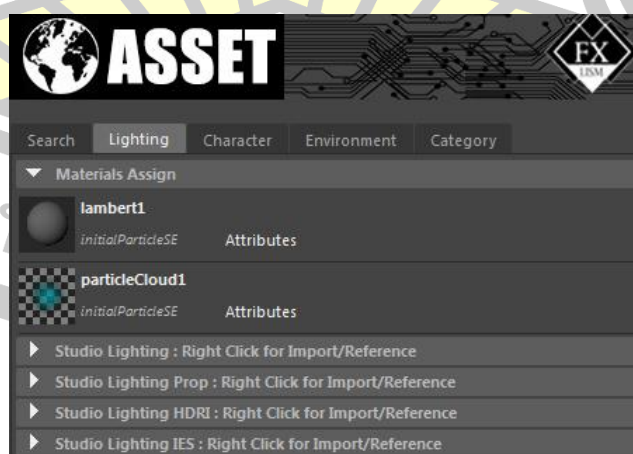 ASSET
FX
LISM
Search Lighting Character Environment Category
Materials Assign
lambert1
initialParticleSE Attributes
particleCloud1
initialParticleSE Attributes
Studio Lighting : Right Click for Import/Reference
Studio Lighting Prop : Right Click for Import/Reference
Studio Lighting HDRI : Right Click for Import/Reference
Studio Lighting IES : Right Click for Import/Reference